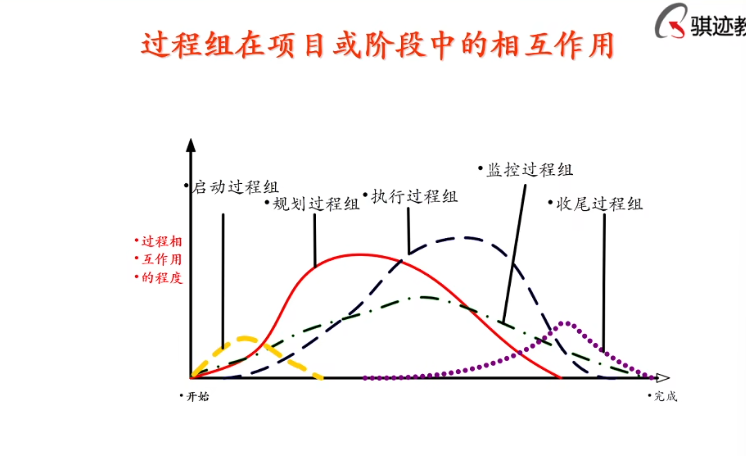 骐迹教
过程组在项目或阶段中的相互作用
•监控过程组
•启动过程组
•规划过程组
•执行过程组
•收尾过程组
•过程相
•互作用
•的程度
•开始
•完成